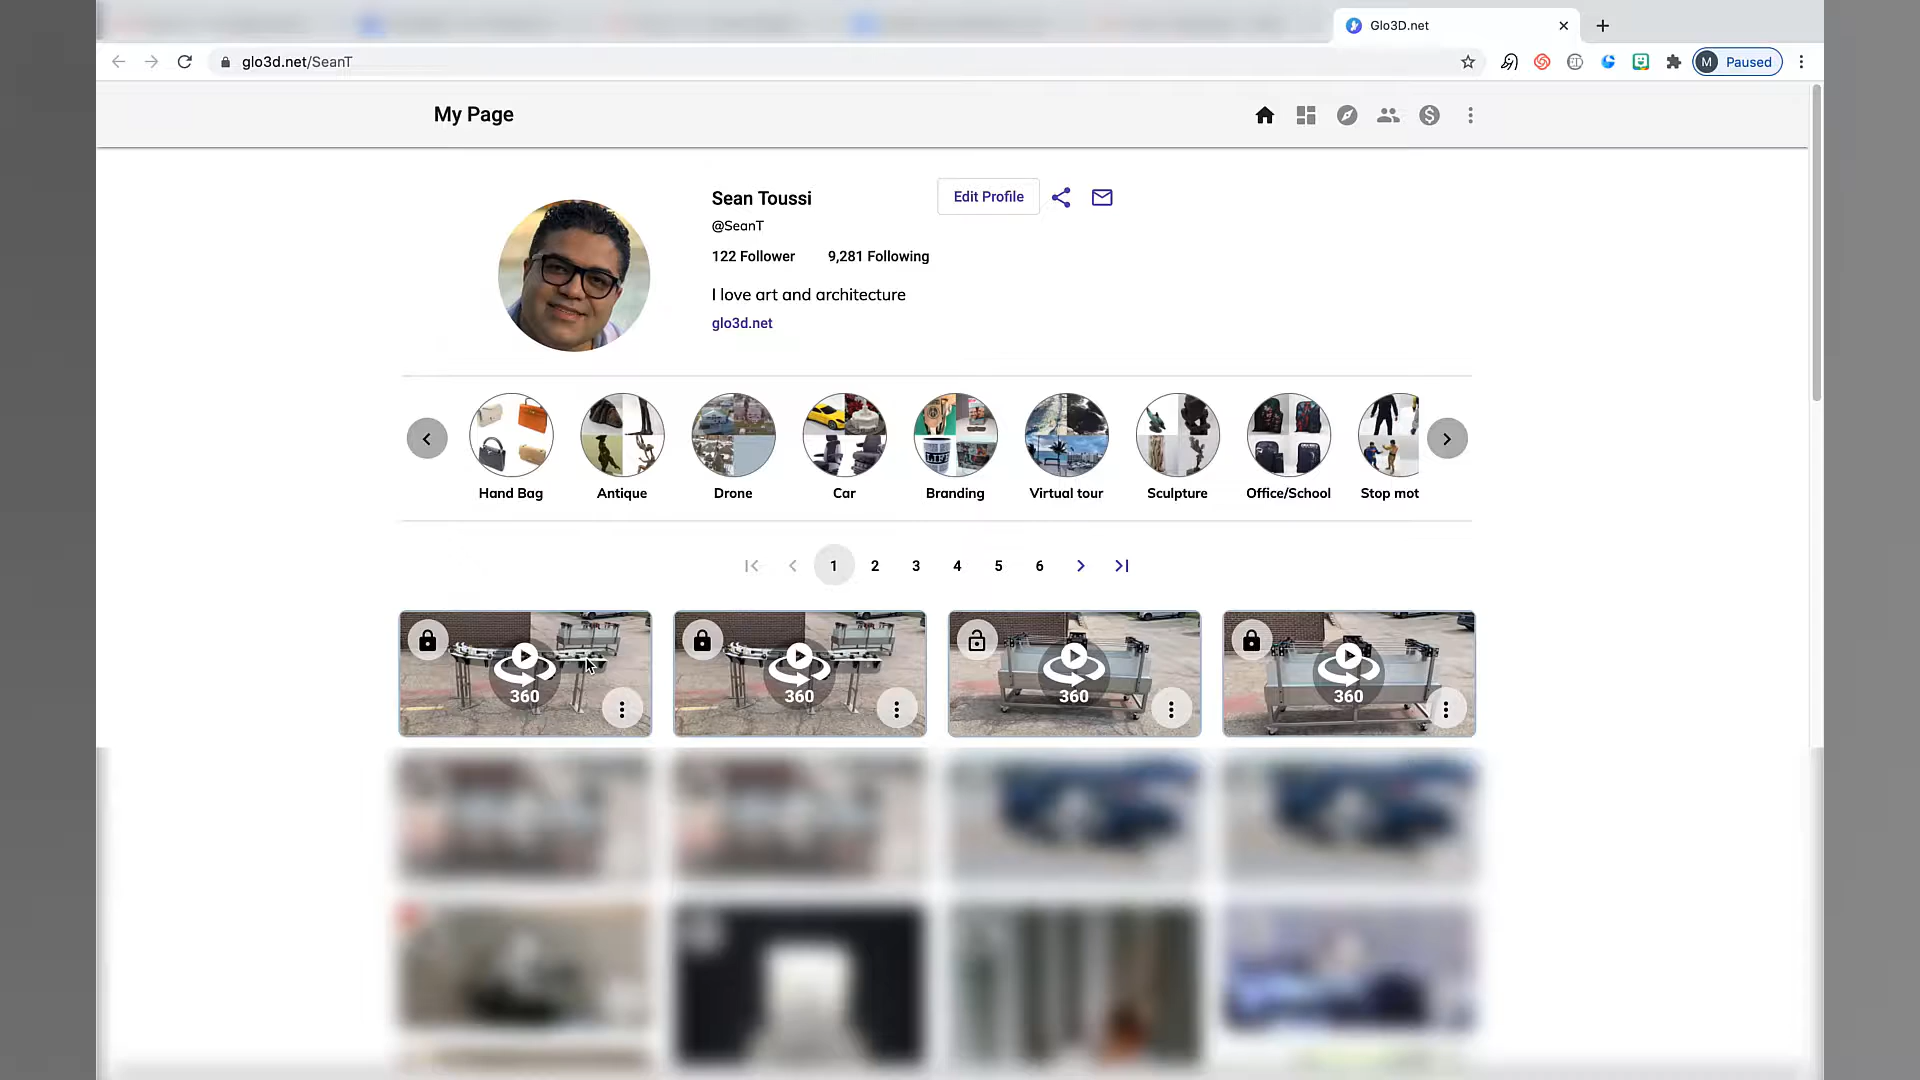 Glo3D.net
glo3d.net/SeanT
M Paused
My Page
Sean Toussi
Edit Profile
@SeanT
122 Follower 9,281 Following
I love art and architecture
glo3d.net
LIFE
Hand Bag Antique Drone Car Branding Virtual tour Sculpture Office/School Stop mot
1 2 3 4 5 6
360 360 360 360